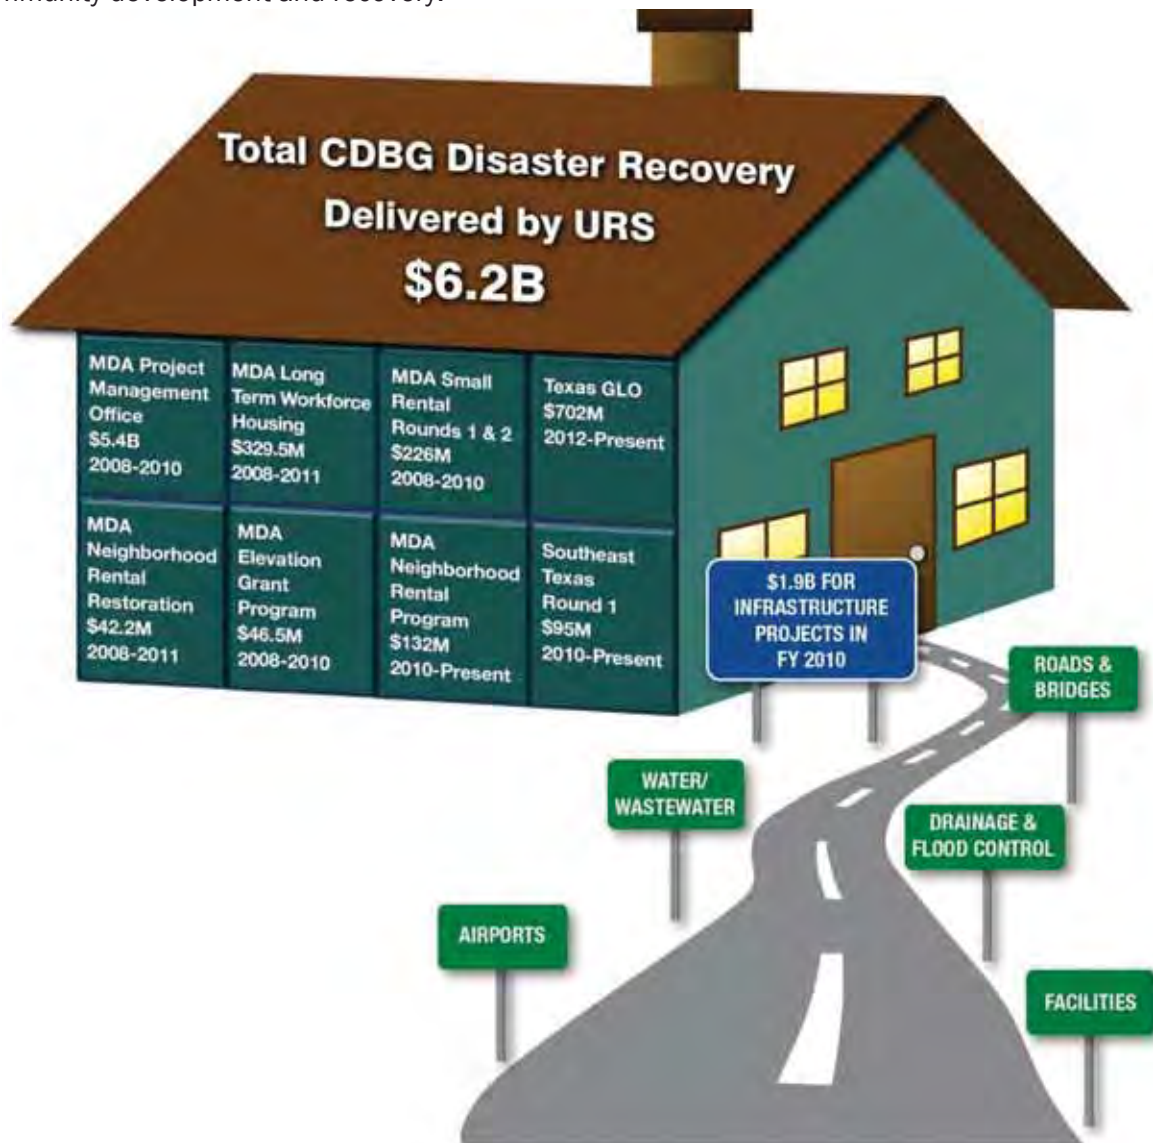 community development and recovery.
Total CDBG Disaster Recovery
Delivered by URS
$6.2B
MDA Project
Management
Office
$5.4B
2008-2010
MDA Long
Term Workforce
Housing
$329.5M
2008-2011
MDA Small
Rental
Rounds 1 & 2
$226M
2008-2010
Texas GLO
$702M
2012-Present
MDA
Neighborhood
Rental
Restoration
$42.2M
2008-2011
MDA
Elevation
Grant
Program
$46.5M
2008-2010
MDA
Neighborhood
Rental
Program
$132M
2010-Present
Southeast
Texas
Round 1
$95M
2010-Present
$1.9B FOR
INFRASTRUCTURE
PROJECTS IN
FY 2010
ROADS &
BRIDGES
WATER/
WASTEWATER
DRAINAGE &
FLOOD CONTROL
AIRPORTS
FACILITIES